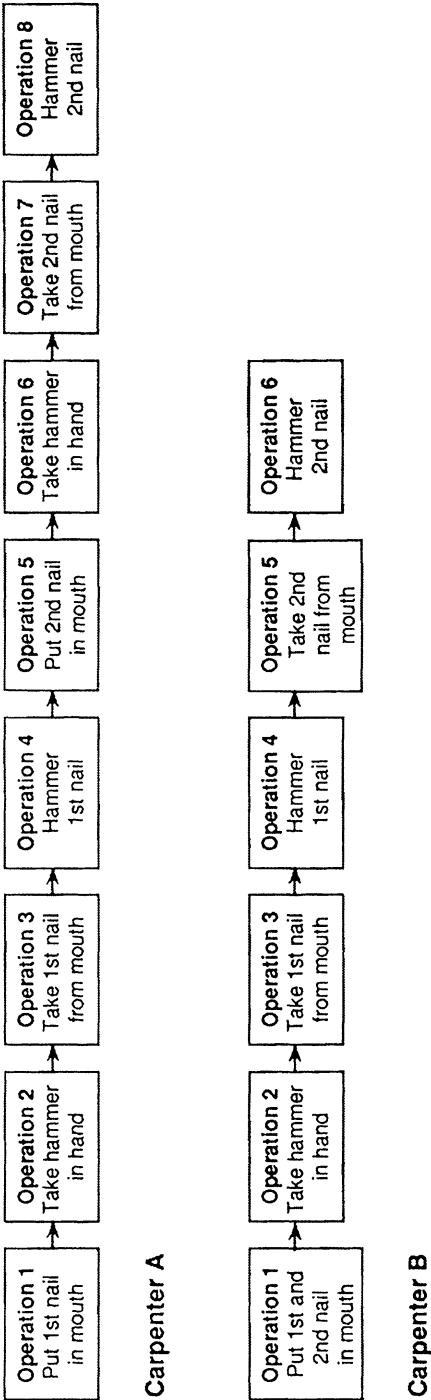 Operation 1
Put 1st nail
in mouth
Operation 2
Take hammer
in hand
Operation 3
Take 1st nail
from mouth
Operation 4
Hammer
1st nail
Operation 5
Put 2nd nail
in mouth
Operation 6
Take hammer
in hand
Operation 7
Take 2nd nail
from mouth
Operation 8
Hammer
2nd nail
Carpenter A
Operation 1
Put 1st and
2nd nail
in mouth
Operation 2
Take hammer
in hand
Operation 3
Take 1st nail
from mouth
Operation 4
Hammer
1st nail
Operation 5
Take 2nd
nail from
mouth
Operation 6
Hammer
2nd nail
Carpenter B